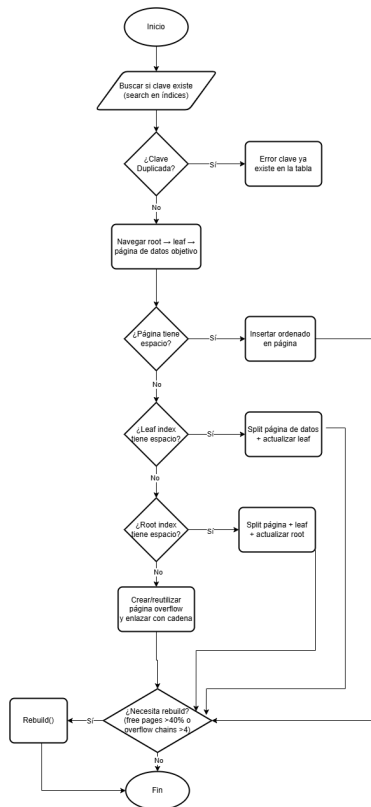 Inicio
Buscar si clave existe
(search en índices)
¿Clave
Duplicada?
Sí
Error clave ya
existe en la tabla
No
Navegar root → leaf →
página de datos objetivo
¿Página tiene
espacio?
Sí
Insertar ordenado
en página
No
¿Leaf index
tiene espacio?
Sí
Split página de datos
+ actualizar leaf
No
¿Root index
tiene espacio?
Sí
Split página + leaf
+ actualizar root
No
Crear/reutilizar
página overflow
y enlazar con cadena
¿Necesita rebuild?
(free pages >40% o
overflow chains >4)
Sí
Rebuild()
No
Fin